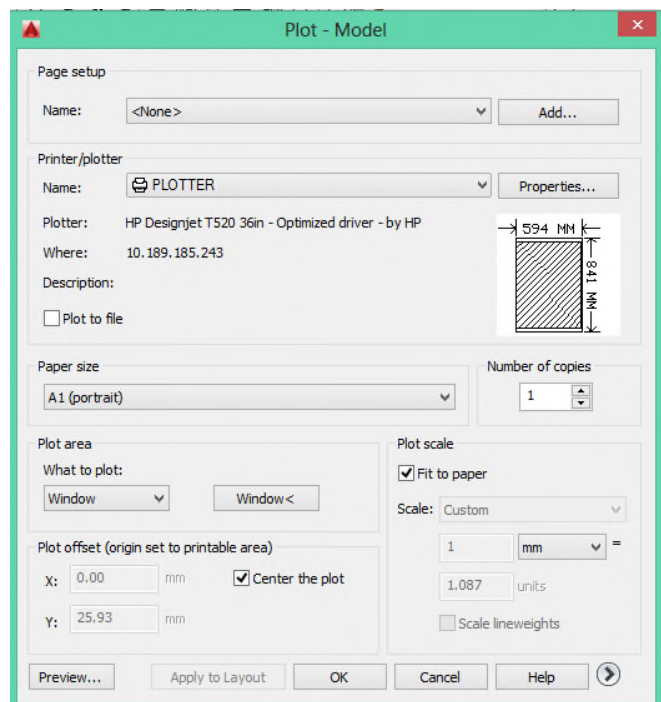 Plot - Model
Page setup
Name: <None> Add...
Printer/plotter
Name: PLOTTER Properties...
Plotter: HP Designjet T520 36in - Optimized driver - by HP
Where: 10.189.185.243
Description:
594 MM
841 MM
Plot to file
Paper size
A1 (portrait)
Number of copies
1
Plot area
What to plot:
Window Window<
Plot offset (origin set to printable area)
X: 0.00 mm Center the plot
Y: 25.93 mm
Plot scale
Fit to paper
Scale: Custom
1 mm =
1.087 units
Scale lineweights
Preview... Apply to Layout OK Cancel Help